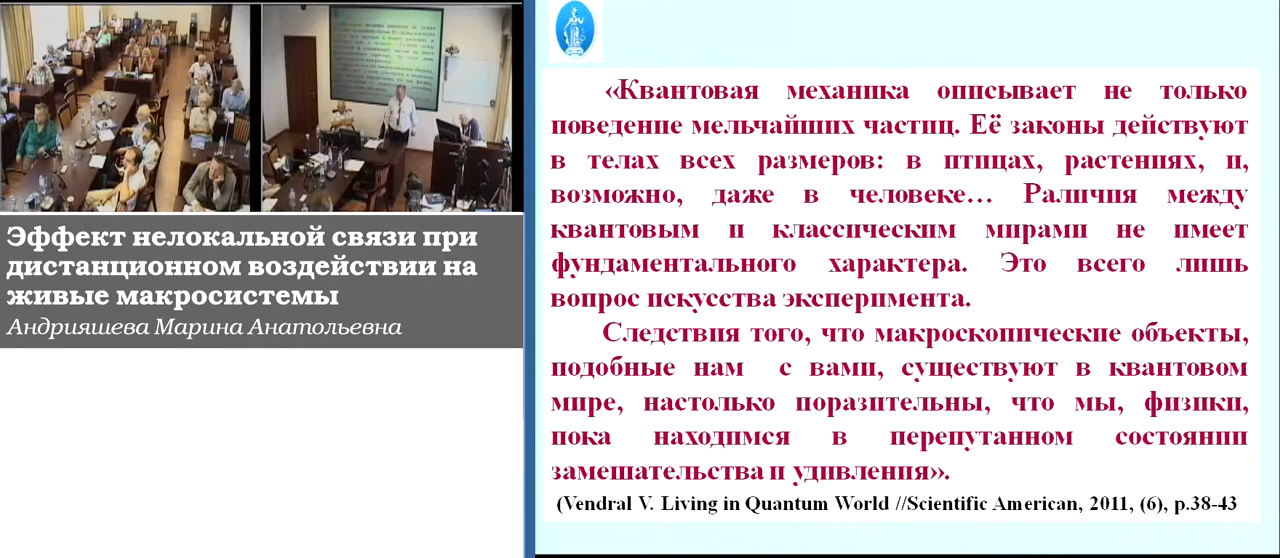 Эффект нелокальной связи при
дистанционном воздействии на
живые макросистемы
Андрияшева Марина Анатольевна
«Квантовая механика описывает не только
поведение мельчайших частиц. Её законы действуют
в телах всех размеров: в птицах, растениях, и,
возможно, даже в человеке… Раличия между
квантовым и классическим мирами не имеет
фундаментального характера. Это всего лишь
вопрос искусства эксперимента.
Следствия того, что макроскопические объекты,
подобные нам с вами, существуют в квантовом
мире, настолько поразительны, что мы, физики,
пока находимся в перепутанном состоянии
замешательства и удивления».
(Vendral V. Living in Quantum World //Scientific American, 2011, (6), p.38-43